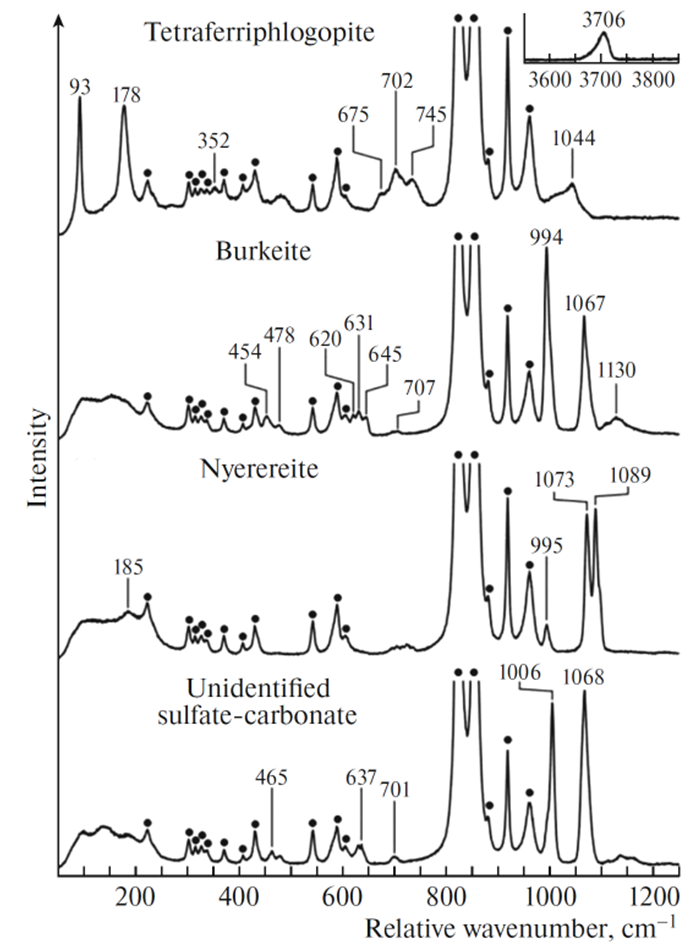 Tetraferriphlogopite
3706
3600 3700 3800
93
178
352
675
702
745
1044
Burkeite
454
478
620
631
645
707
994
1067
1130
Nyerereite
185
995
1073
1089
Unidentified
sulfate-carbonate
465
637
701
1006
1068
Intensity
200 400 600 800 1000 1200
Relative wavenumber, cm⁻¹